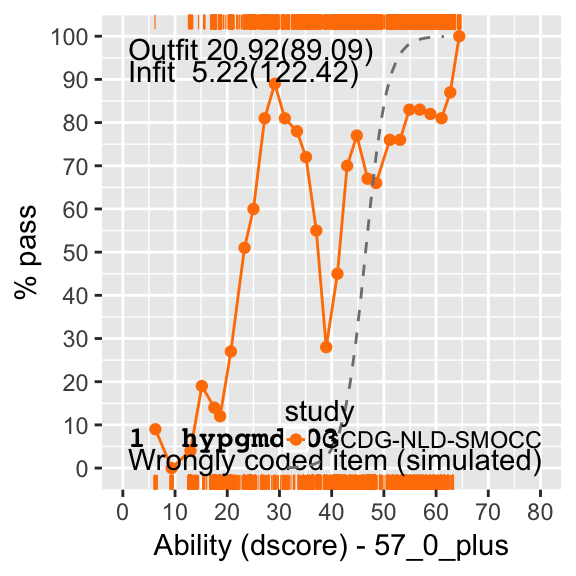 100
Outfit 20.92(89.09)
Infit 5.22(122.42)
90
80
70
60
50
40
30
20
10
0
% pass
study
1 hypgmd 03
GCDG-NLD-SMOCC
Wrongly coded item (simulated)
0 10 20 30 40 50 60 70 80
Ability (dscore) - 57_0_plus